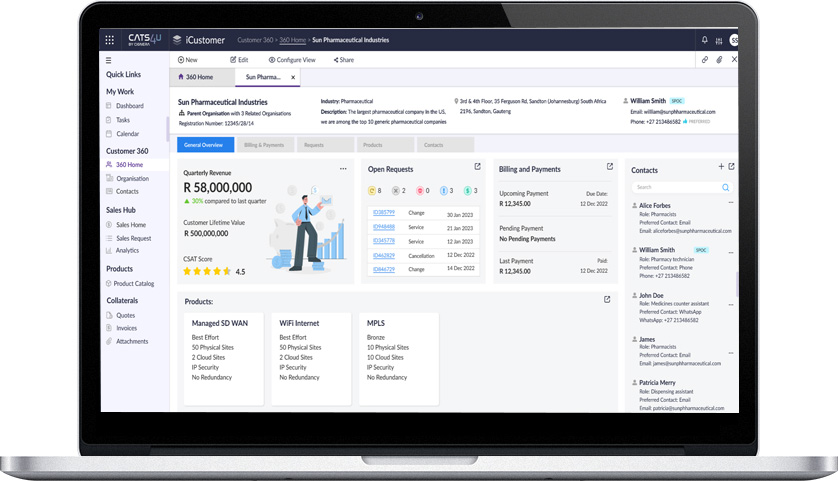 CATS4U
BY CENERVA
iCustomer
Customer 360 > 360 Home > Sun Pharmaceutical Industries
SS
New
Edit
Configure View
Share
360 Home
Sun Pharma...
Quick Links
My Work
Dashboard
Tasks
Calendar
Customer 360
360 Home
Organisation
Contacts
Sales Hub
Sales Home
Sales Request
Analytics
Products
Product Catalog
Collaterals
Quotes
Invoices
Attachments
Sun Pharmaceutical Industries
Parent Organisation with 3 Related Organisations
Registration Number: 12345/28/14
Industry: Pharmaceutical
Description: The largest pharmaceutical company in the US,
we are among the top 10 generic pharmaceutical companies
3rd & 4th Floor, 35 Ferguson Rd, Sandton (Johannesburg) South Africa
2196, Sandton, Gauteng
William Smith SPOC
Email: william@sunphharmaceutical.com
Phone: +27 213486582 PREFERRED
General Overview
Billing & Payments
Requests
Products
Contacts
Quarterly Revenue
R 58,000,000
30% compared to last quarter
Customer Lifetime Value
R 500,000,000
CSAT Score
4.5
Open Requests
8 2 0 3 3
ID385799 Change 30 Jan 2023
ID948488 Service 21 Jan 2023
ID345778 Service 12 Jan 2023
ID462829 Cancellation 12 Dec 2022
ID846729 Change 14 Dec 2022
Billing and Payments
Upcoming Payment Due Date:
R 12,345.00 12 Dec 2022
Pending Payment
No Pending Payments
Last Payment Paid:
R 12,345.00 12 Dec 2022
Contacts
Search
Alice Forbes
Role: Pharmacists
Preferred Contact: Email
Email: aliceforbes@sunphharmaceutical.com
William Smith SPOC
Role: Pharmacy technician
Preferred Contact: Phone
Phone: +27 213486582
John Doe
Role: Medicines counter assistant
Preferred Contact: WhatsApp
WhatsApp: +27 213486582
James
Role: Pharmacists
Preferred Contact: Email
Email: james@sunphharmaceutical.com
Patricia Merry
Role: Dispensing assistant
Preferred Contact: Email
Email: patricia@sunphharmaceutical.com
Products:
Managed SD WAN
Best Effort
50 Physical Sites
2 Cloud Sites
IP Security
No Redundancy
WiFi Internet
Best Effort
50 Physical Sites
2 Cloud Sites
IP Security
No Redundancy
MPLS
Bronze
10 Physical Sites
10 Cloud Sites
IP Security
No Redundancy